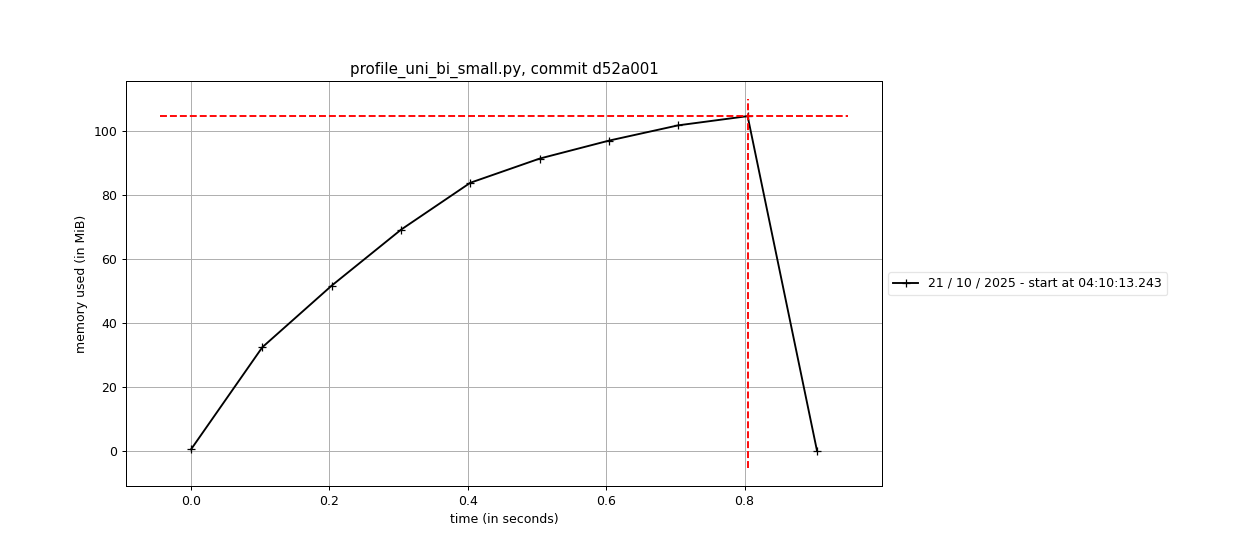 profile_uni_bi_small.py, commit d52a001
memory used (in MiB)
100
80
60
40
20
0
0.0 0.2 0.4 0.6 0.8
time (in seconds)
21 / 10 / 2025 - start at 04:10:13.243